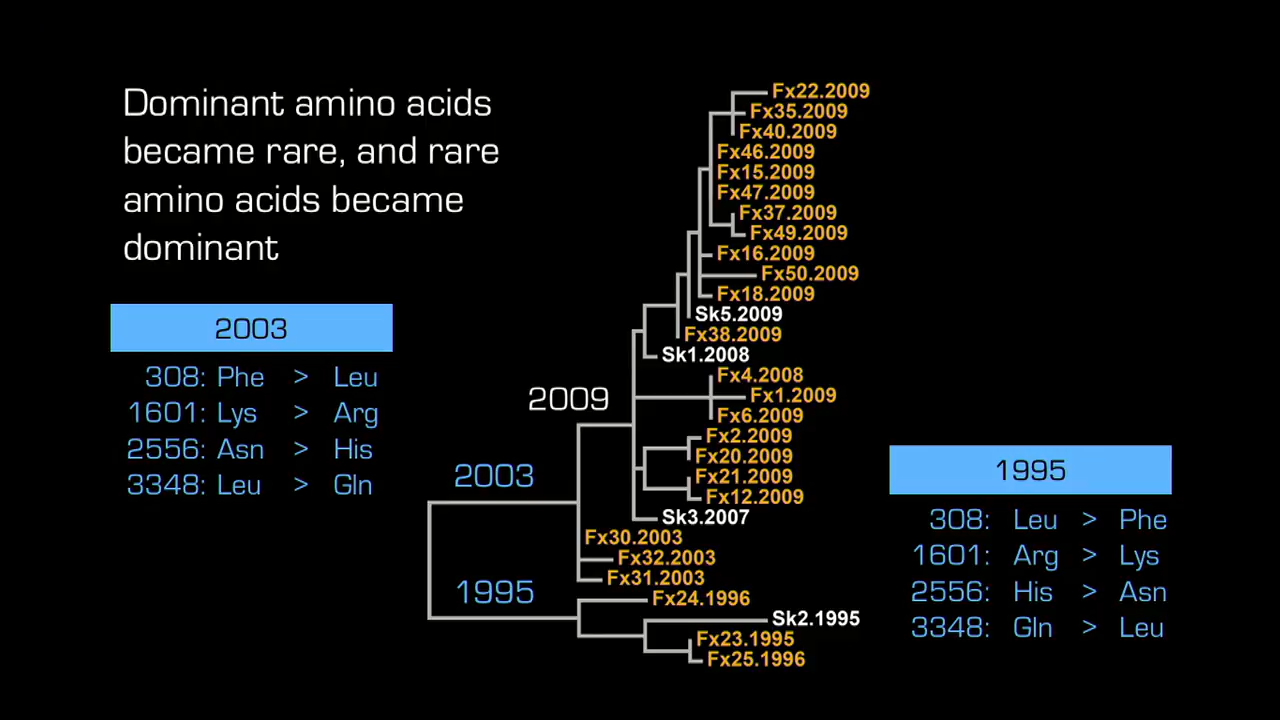 Dominant amino acids
became rare, and rare
amino acids became
dominant
2003
308: Phe > Leu
1601: Lys > Arg
2556: Asn > His
3348: Leu > Gln
Fx22.2009
Fx35.2009
Fx40.2009
Fx46.2009
Fx15.2009
Fx47.2009
Fx37.2009
Fx49.2009
Fx16.2009
Fx50.2009
Fx18.2009
Sk5.2009
Fx38.2009
Sk1.2008
Fx4.2008
Fx1.2009
Fx6.2009
Fx2.2009
Fx20.2009
Fx21.2009
Fx12.2009
Sk3.2007
Fx30.2003
Fx32.2003
Fx31.2003
Fx24.1996
Sk2.1995
Fx23.1995
Fx25.1996
2009
2003
1995
1995
308: Leu > Phe
1601: Arg > Lys
2556: His > Asn
3348: Gln > Leu